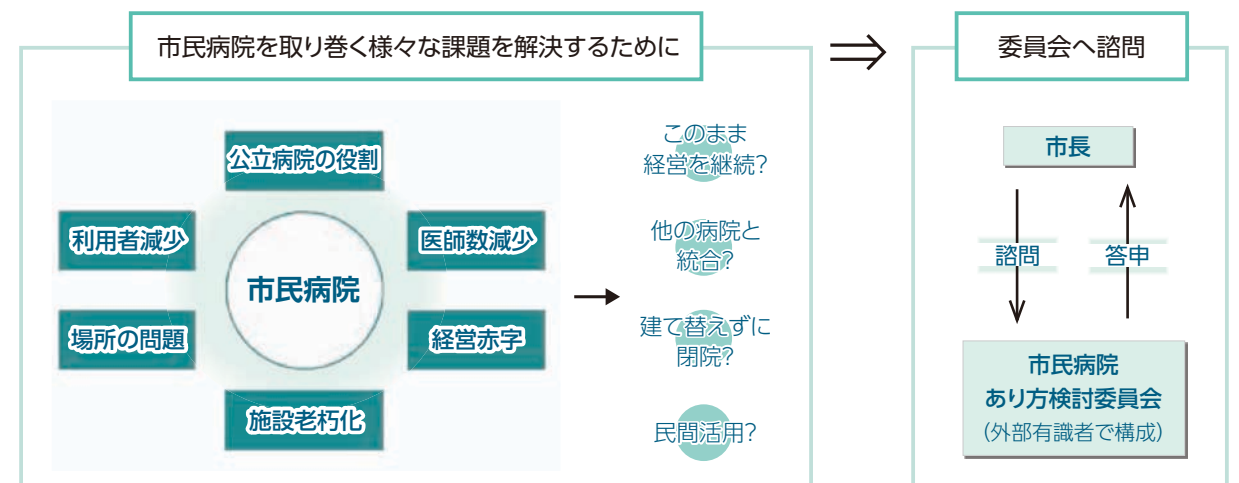 市民病院を取り巻く様々な課題を解決するために
公立病院の役割
利用者減少
医師数減少
市民病院
場所の問題
経営赤字
施設老朽化
このまま
経営を継続?
他の病院と
統合?
建て替えずに
閉院?
民間活用?
委員会へ諮問
市長
諮問
答申
市民病院
あり方検討委員会
(外部有識者で構成)